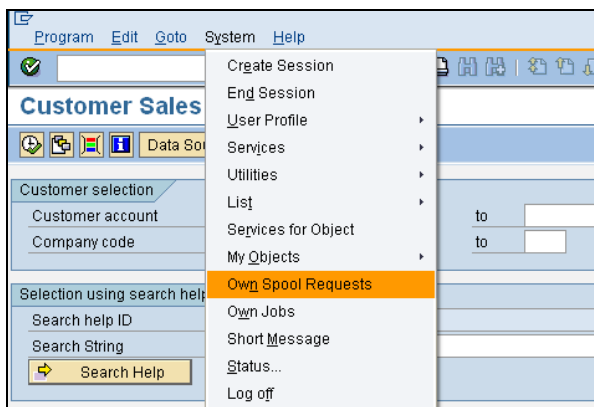 Program Edit Goto System Help
Create Session
End Session
Customer Sales
User Profile
Data Sou
Services
Utilities
Customer selection
List
Customer account
to
Services for Object
Company code
to
My Objects
Own Spool Requests
Selection using search help
Own Jobs
Search help ID
Short Message
Search String
Status...
Search Help
Log off